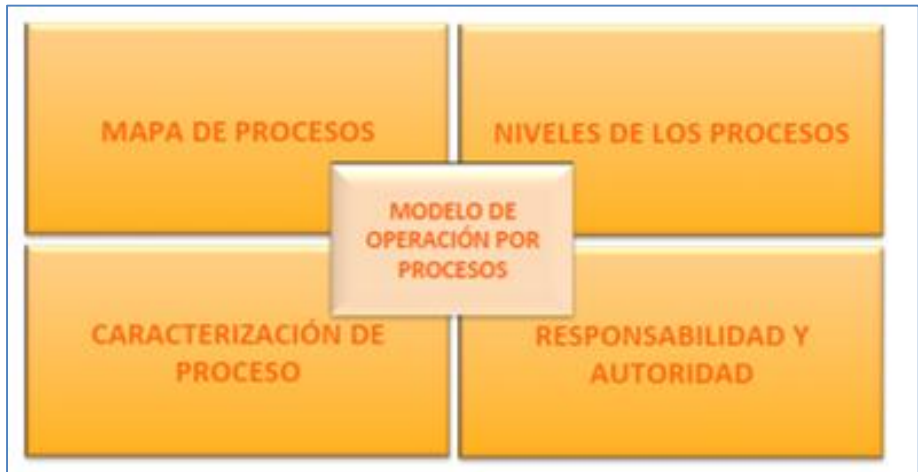 MAPA DE PROCESOS
NIVELES DE LOS PROCESOS
MODELO DE
OPERACIÓN POR
PROCESOS
CARACTERIZACIÓN DE
PROCESO
RESPONSABILIDAD Y
AUTORIDAD